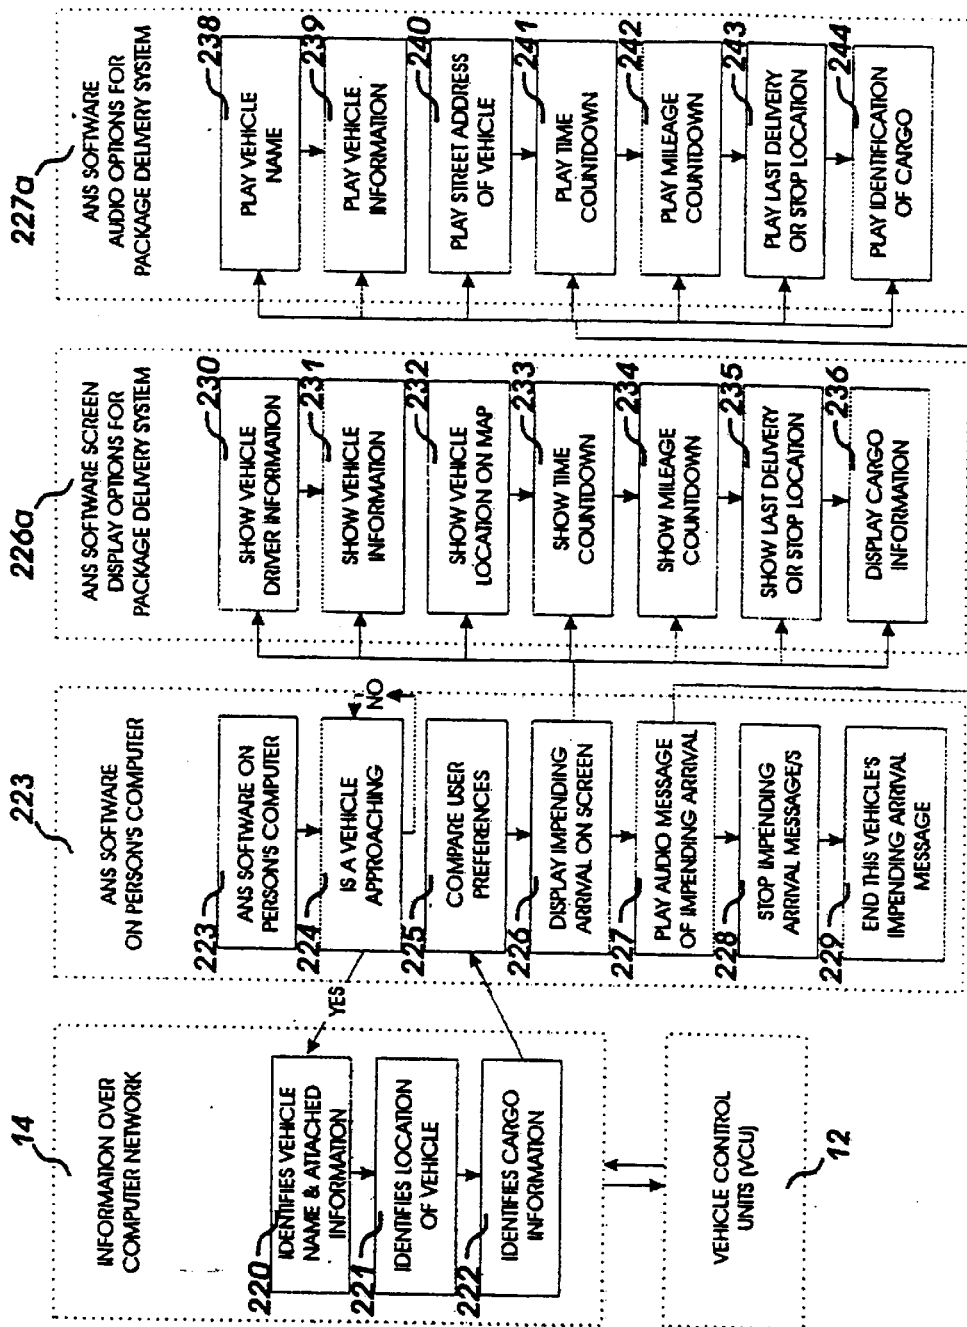 14
INFORMATION OVER
COMPUTER NETWORK
220
IDENTIFIES VEHICLE
NAME & ATTACHED
INFORMATION
221
IDENTIFIES LOCATION
OF VEHICLE
222
IDENTIFIES CARGO
INFORMATION
VEHICLE CONTROL
UNITS (VCU)
12
YES
223
ANS SOFTWARE
ON PERSON'S COMPUTER
223
ANS SOFTWARE ON
PERSON'S COMPUTER
224
IS A VEHICLE
APPROACHING
NO
225
COMPARE USER
PREFERENCES
226
DISPLAY IMPENDING
ARRIVAL ON SCREEN
227
PLAY AUDIO MESSAGE
OF IMPENDING ARRIVAL
228
STOP IMPENDING
ARRIVAL MESSAGE/S
229
END THIS VEHICLE'S
IMPENDING ARRIVAL
MESSAGE
226a
ANS SOFTWARE SCREEN
DISPLAY OPTIONS FOR
PACKAGE DELIVERY SYSTEM
230
SHOW VEHICLE
DRIVER INFORMATION
231
SHOW VEHICLE
INFORMATION
232
SHOW VEHICLE
LOCATION ON MAP
233
SHOW TIME
COUNTDOWN
234
SHOW MILEAGE
COUNTDOWN
235
SHOW LAST DELIVERY
OR STOP LOCATION
236
DISPLAY CARGO
INFORMATION
227a
ANS SOFTWARE
AUDIO OPTIONS FOR
PACKAGE DELIVERY SYSTEM
238
PLAY VEHICLE
NAME
239
PLAY VEHICLE
INFORMATION
240
PLAY STREET ADDRESS
OF VEHICLE
241
PLAY TIME
COUNTDOWN
242
PLAY MILEAGE
COUNTDOWN
243
PLAY LAST DELIVERY
OR STOP LOCATION
244
PLAY IDENTIFICATION
OF CARGO